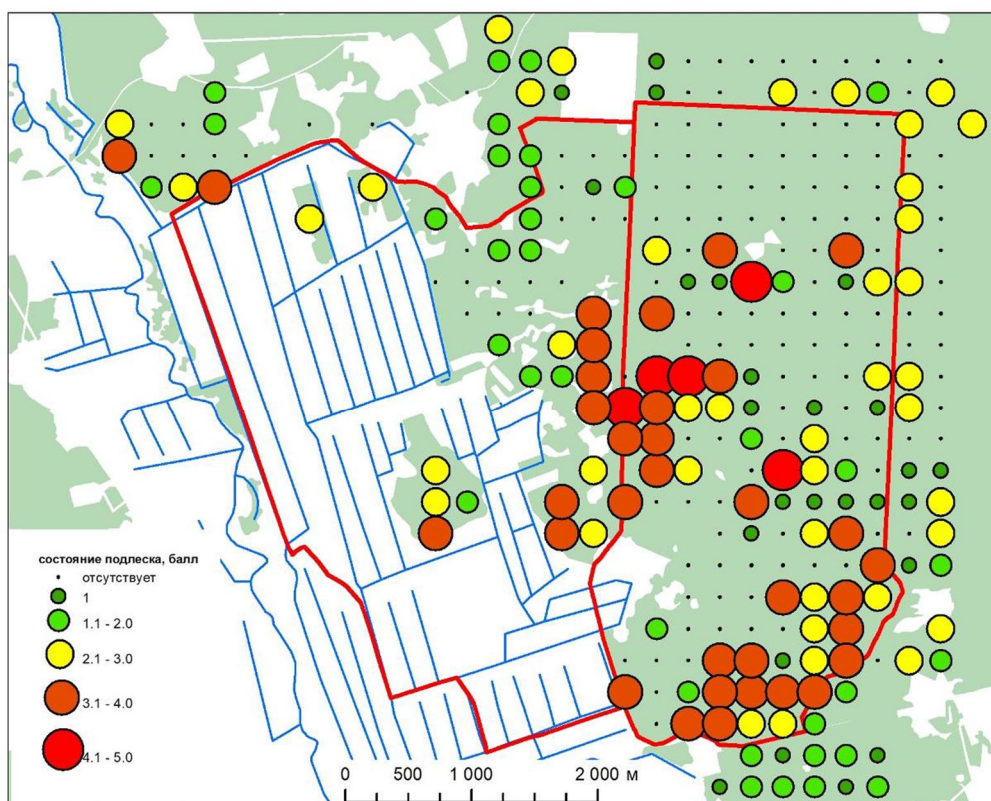 состояние подлеска, балл
отсутствует
1
1.1 - 2.0
2.1 - 3.0
3.1 - 4.0
4.1 - 5.0
0 500 1 000 2 000 м